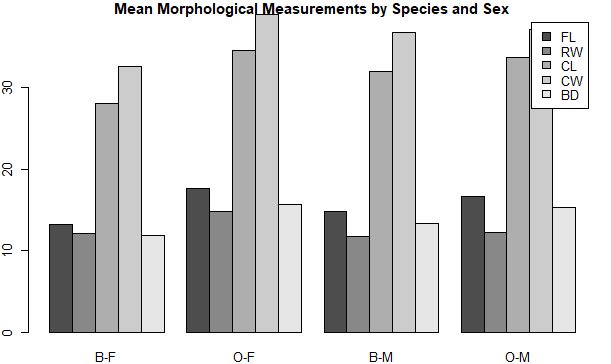 Mean Morphological Measurements by Species and Sex
FL
RW
CL
CW
BD
30
20
10
0
B-F O-F B-M O-M